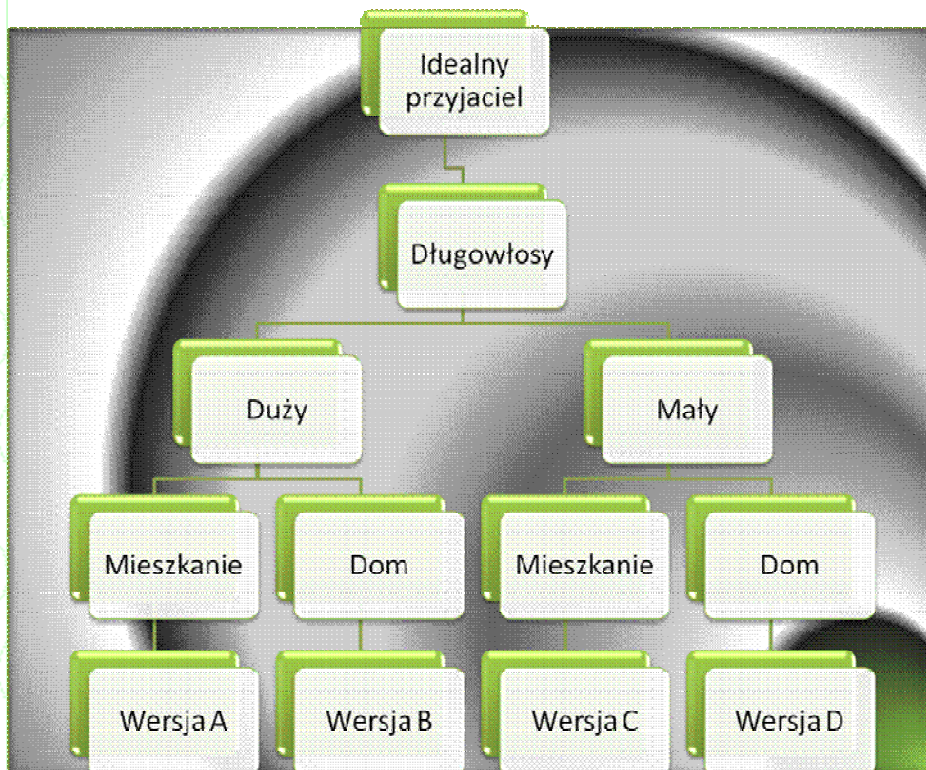 Idealny
przyjaciel
Długowłosy
Duży
Mały
Mieszkanie
Dom
Mieszkanie
Dom
Wersja A
Wersja B
Wersja C
Wersja D